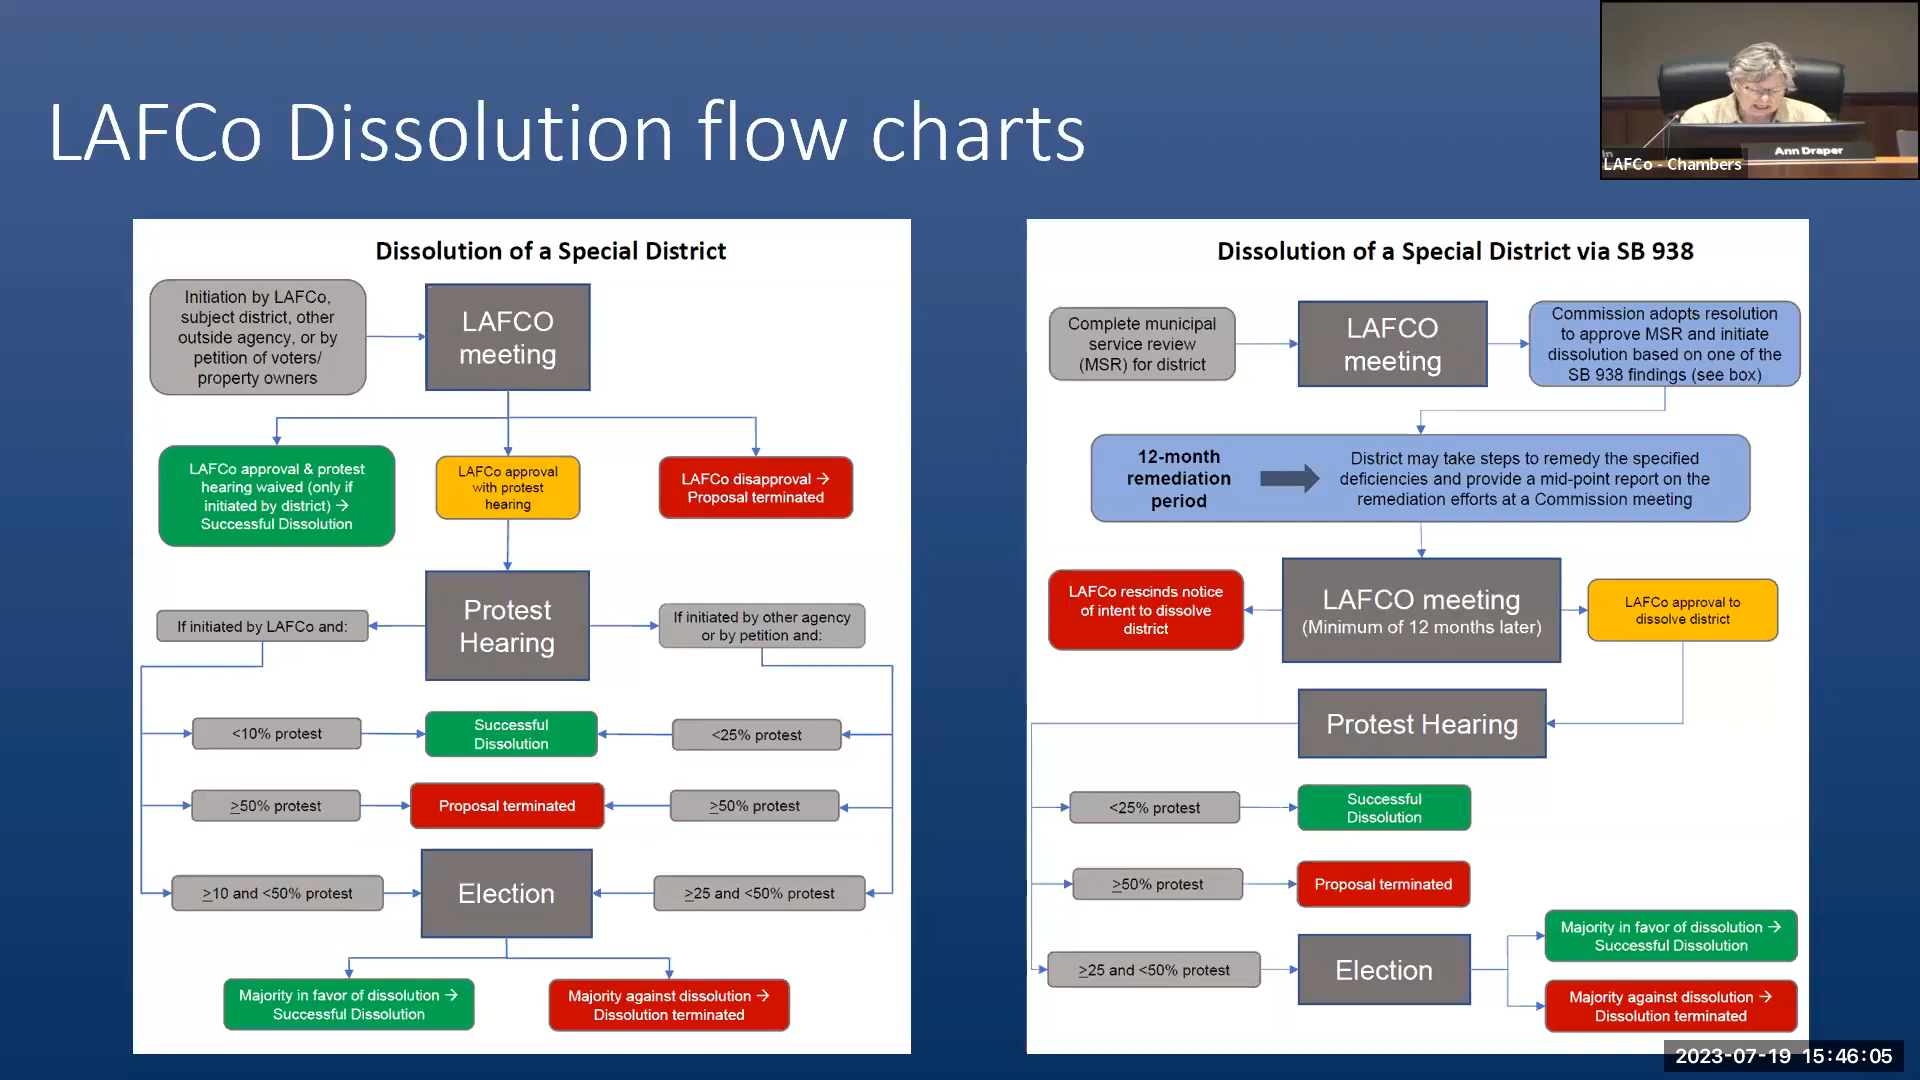 LAFCo Dissolution flow charts
In
Ann Draper
LAFCo - Chambers
Dissolution of a Special District
Initiation by LAFCo,
subject district, other
outside agency, or by
petition of voters/
property owners
LAFCO
meeting
LAFCo approval & protest
hearing waived (only if
initiated by district) →
Successful Dissolution
LAFCo approval
with protest
hearing
LAFCo disapproval →
Proposal terminated
If initiated by LAFCo and:
Protest
Hearing
If initiated by other agency
or by petition and:
<10% protest
Successful
Dissolution
<25% protest
≥50% protest
Proposal terminated
≥50% protest
≥10 and <50% protest
Election
≥25 and <50% protest
Majority in favor of dissolution →
Successful Dissolution
Majority against dissolution →
Dissolution terminated
Dissolution of a Special District via SB 938
Complete municipal
service review
(MSR) for district
LAFCO
meeting
Commission adopts resolution
to approve MSR and initiate
dissolution based on one of the
SB 938 findings (see box)
12-month
remediation
period
District may take steps to remedy the specified
deficiencies and provide a mid-point report on the
remediation efforts at a Commission meeting
LAFCo rescinds notice
of intent to dissolve
district
LAFCO meeting
(Minimum of 12 months later)
LAFCo approval to
dissolve district
Protest Hearing
<25% protest
Successful
Dissolution
≥50% protest
Proposal terminated
≥25 and <50% protest
Election
Majority in favor of dissolution →
Successful Dissolution
Majority against dissolution →
Dissolution terminated
2023-07-19 15:46:05